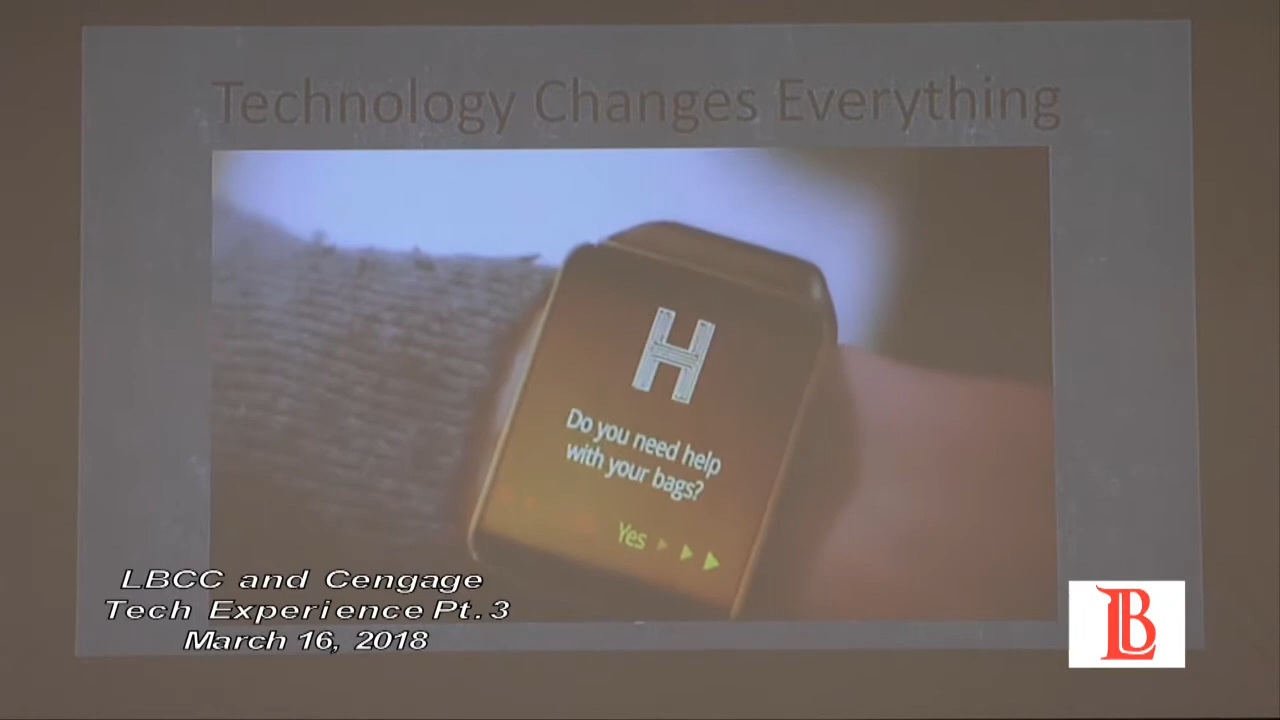 Technology Changes Everything
H
Do you need help
with your bags?
Yes
LBCC and Cengage
Tech Experience Pt. 3
March 16, 2018
LB